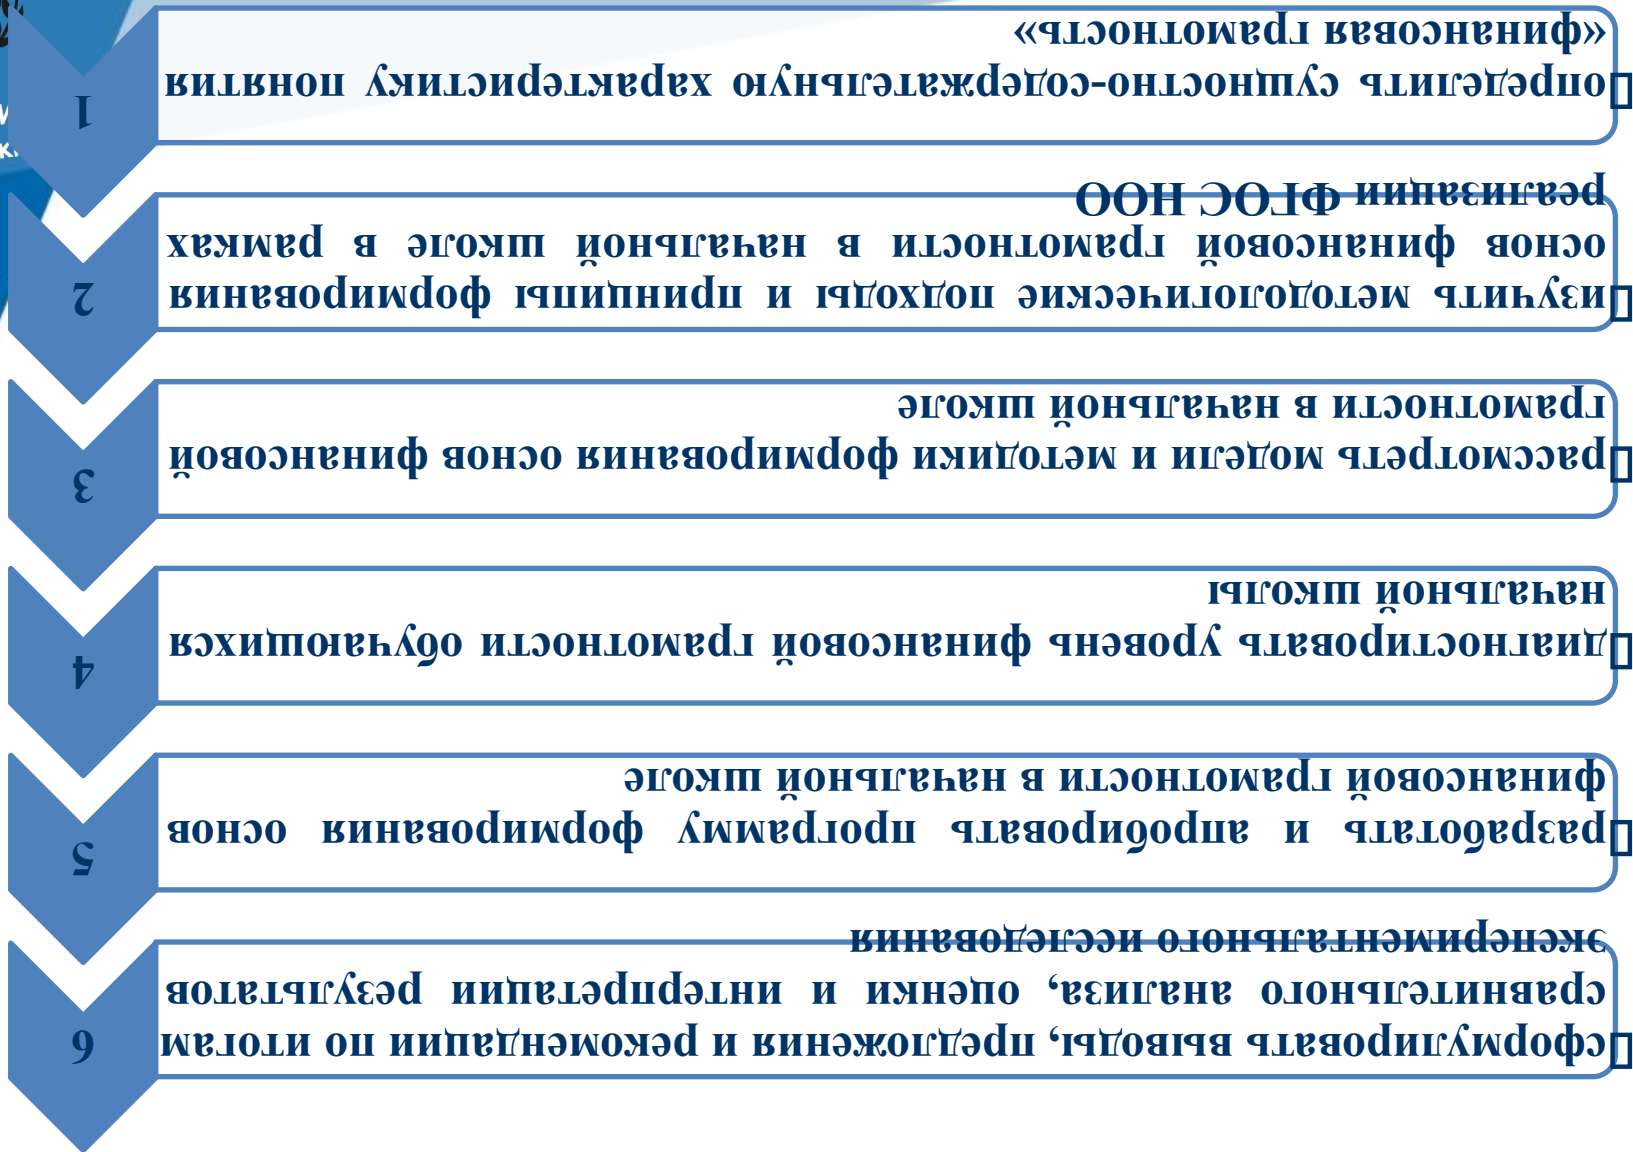 1
определить сущностно-содержательную характеристику понятия
«финансовая грамотность»
2
изучить методологические подходы и принципы формирования
основ финансовой грамотности в начальной школе в рамках
реализации ФГОС НОО
3
рассмотреть модели и методики формирования основ финансовой
грамотности в начальной школе
4
диагностировать уровень финансовой грамотности обучающихся
начальной школы
5
разработать и апробировать программу формирования основ
финансовой грамотности в начальной школе
6
сформулировать выводы, предложения и рекомендации по итогам
сравнительного анализа, оценки и интерпретации результатов
экспериментального исследования